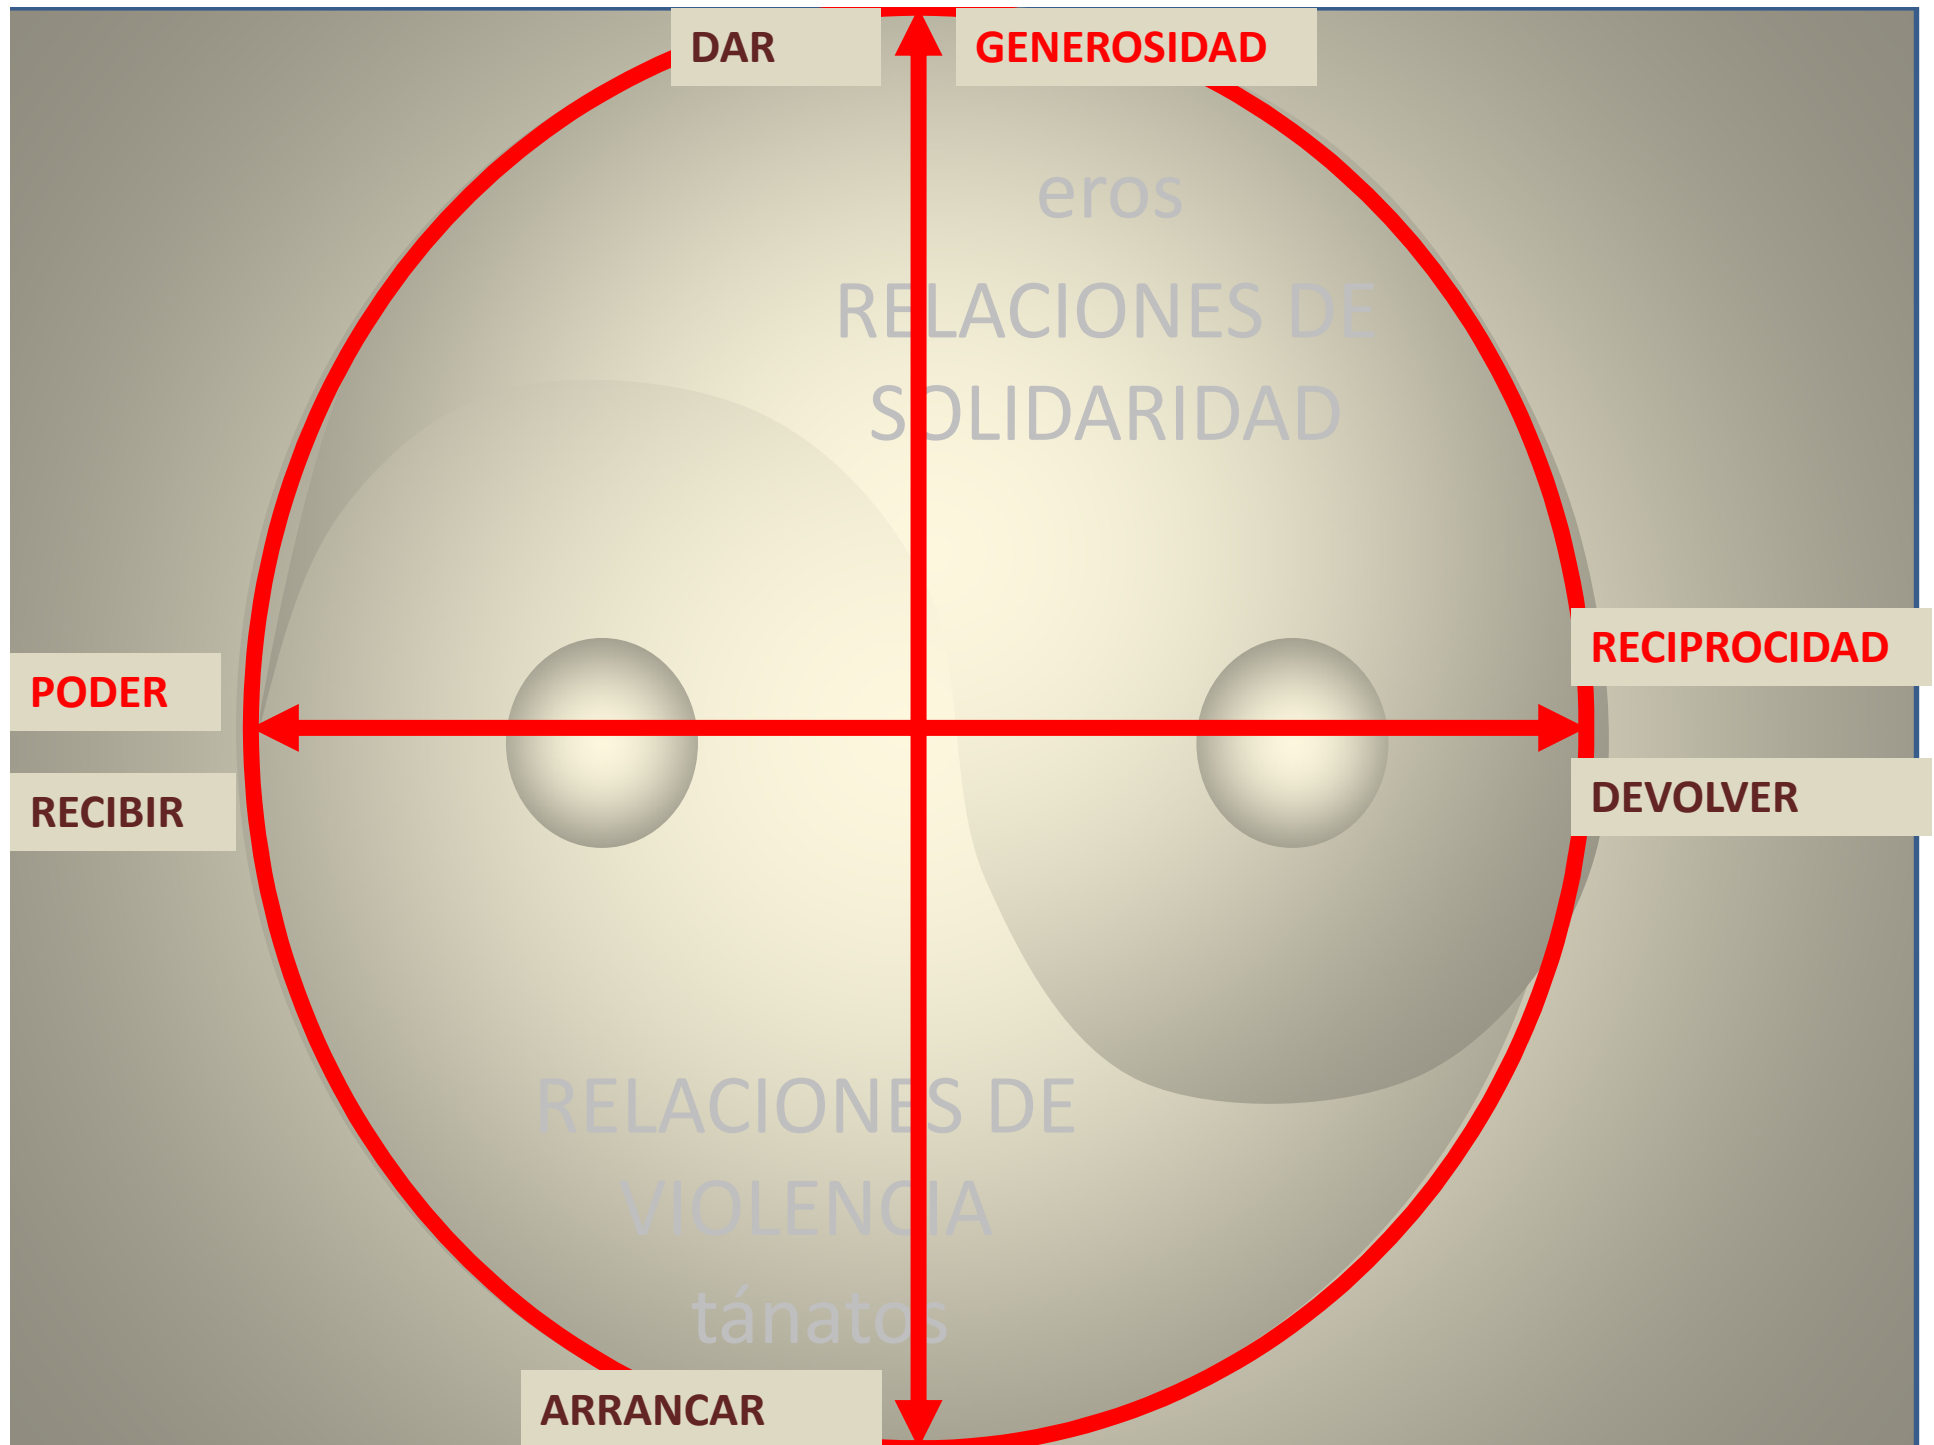 DAR
GENEROSIDAD
eros
RELACIONES DE
SOLIDARIDAD
RECIPROCIDAD
PODER
DEVOLVER
RECIBIR
RELACIONES DE
VIOLENCIA
tánatos
ARRANCAR